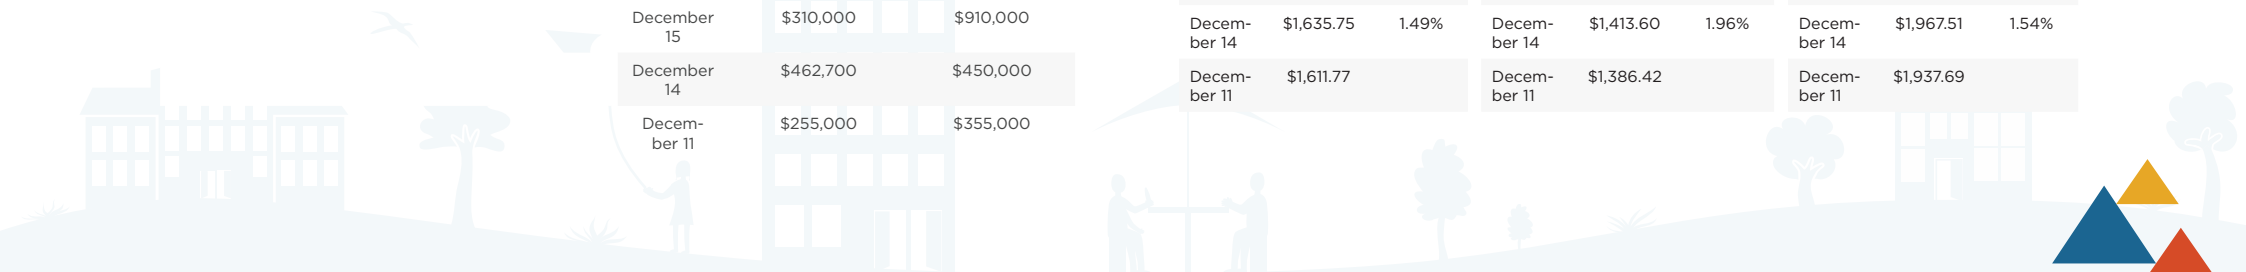 December $310,000 $910,000
15
December $462,700 $450,000
14
Decem- $255,000 $355,000
ber 11
Decem- $1,635.75 1.49%
ber 14
Decem- $1,611.77
ber 11
Decem- $1,413.60 1.96%
ber 14
Decem- $1,386.42
ber 11
Decem- $1,967.51 1.54%
ber 14
Decem- $1,937.69
ber 11